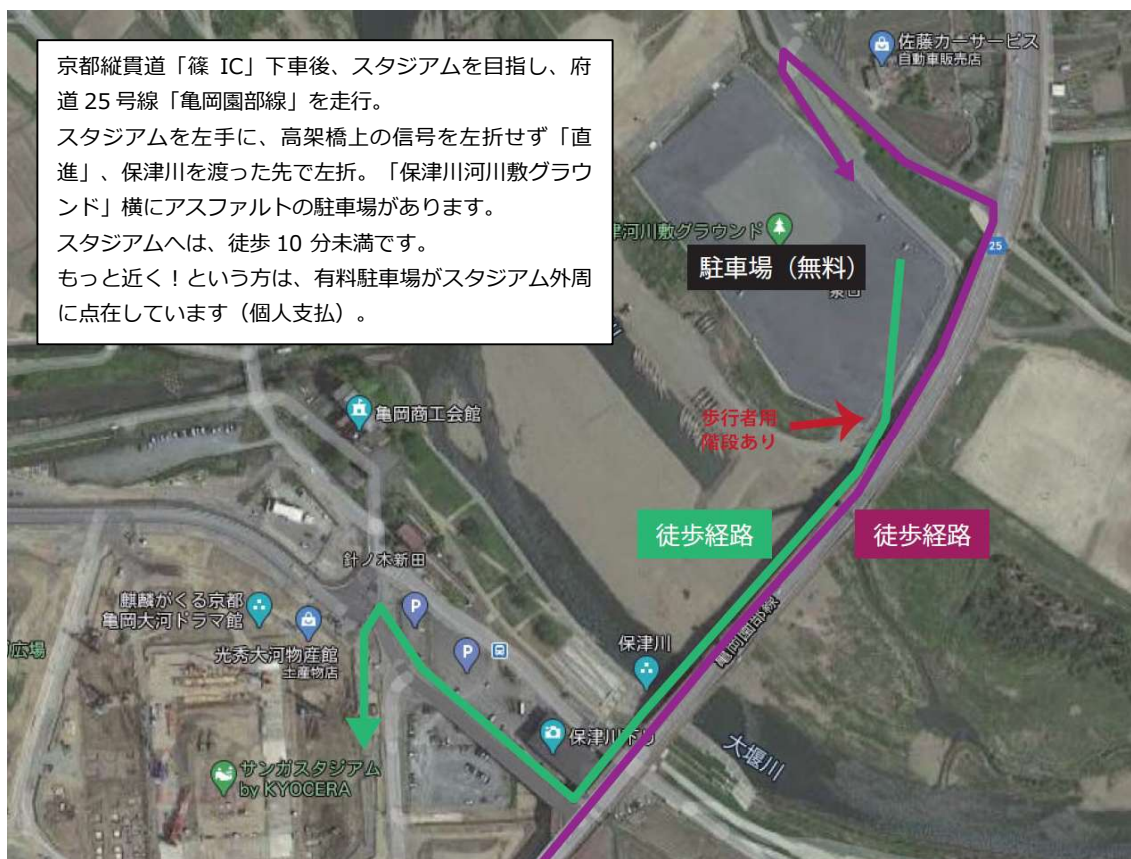 京都縦貫道「篠 IC」下車後、スタジアムを目指し、府
道 25 号線「亀岡園部線」を走行。
スタジアムを左手に、高架橋上の信号を左折せず「直
進」、保津川を渡った先で左折。「保津川河川敷グラウ
ンド」横にアスファルトの駐車場があります。
スタジアムへは、徒歩 10 分未満です。
もっと近く！という方は、有料駐車場がスタジアム外周
に点在しています（個人支払）。
佐藤カーサービス
自動車販売店
河川敷グラウンド
25
駐車場（無料）
亀岡商工会館
歩行者用
階段あり
徒歩経路
徒歩経路
針ノ木新田
麒麟がくる京都
亀岡大河ドラマ館
P
P
広場
光秀大河物産館
土産物店
保津川
亀岡園部線
保津川下り
大堰川
サンガスタジアム
by KYOCERA